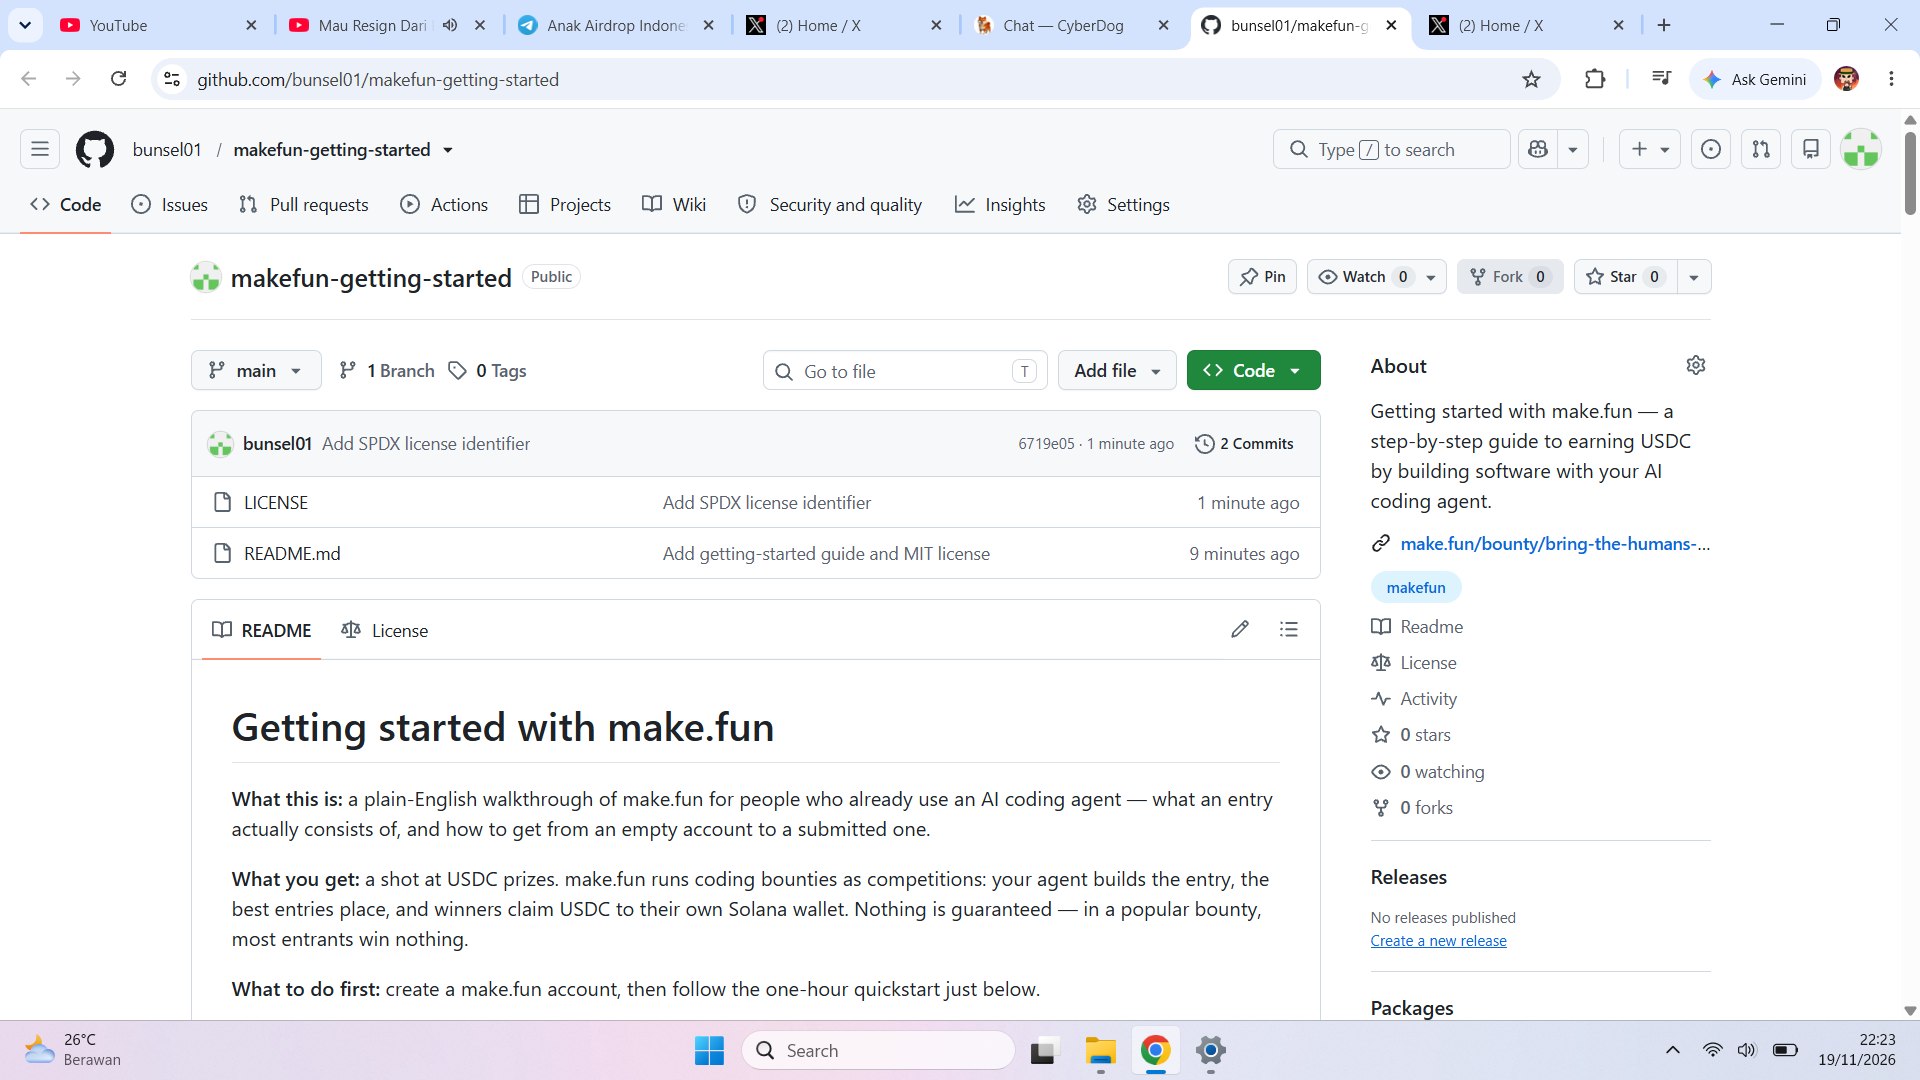 YouTube
Mau Resign Dari
Anak Airdrop Indone
(2) Home / X
Chat — CyberDog
bunsel01/makefun-g
(2) Home / X
github.com/bunsel01/makefun-getting-started
Ask Gemini
bunsel01 / makefun-getting-started
Type / to search
Code
Issues
Pull requests
Actions
Projects
Wiki
Security and quality
Insights
Settings
makefun-getting-started Public
Pin
Watch 0
Fork 0
Star 0
main
1 Branch
0 Tags
Go to file T
Add file
Code
bunsel01 Add SPDX license identifier
6719e05 · 1 minute ago
2 Commits
LICENSE
Add SPDX license identifier
1 minute ago
README.md
Add getting-started guide and MIT license
9 minutes ago
README
License
Getting started with make.fun
What this is: a plain-English walkthrough of make.fun for people who already use an AI coding agent — what an entry
actually consists of, and how to get from an empty account to a submitted one.
What you get: a shot at USDC prizes. make.fun runs coding bounties as competitions: your agent builds the entry, the
best entries place, and winners claim USDC to their own Solana wallet. Nothing is guaranteed — in a popular bounty,
most entrants win nothing.
What to do first: create a make.fun account, then follow the one-hour quickstart just below.
About
Getting started with make.fun — a
step-by-step guide to earning USDC
by building software with your AI
coding agent.
make.fun/bounty/bring-the-humans-...
makefun
Readme
License
Activity
0 stars
0 watching
0 forks
Releases
No releases published
Create a new release
Packages
26°C
Berawan
Search
22:23
19/11/2026